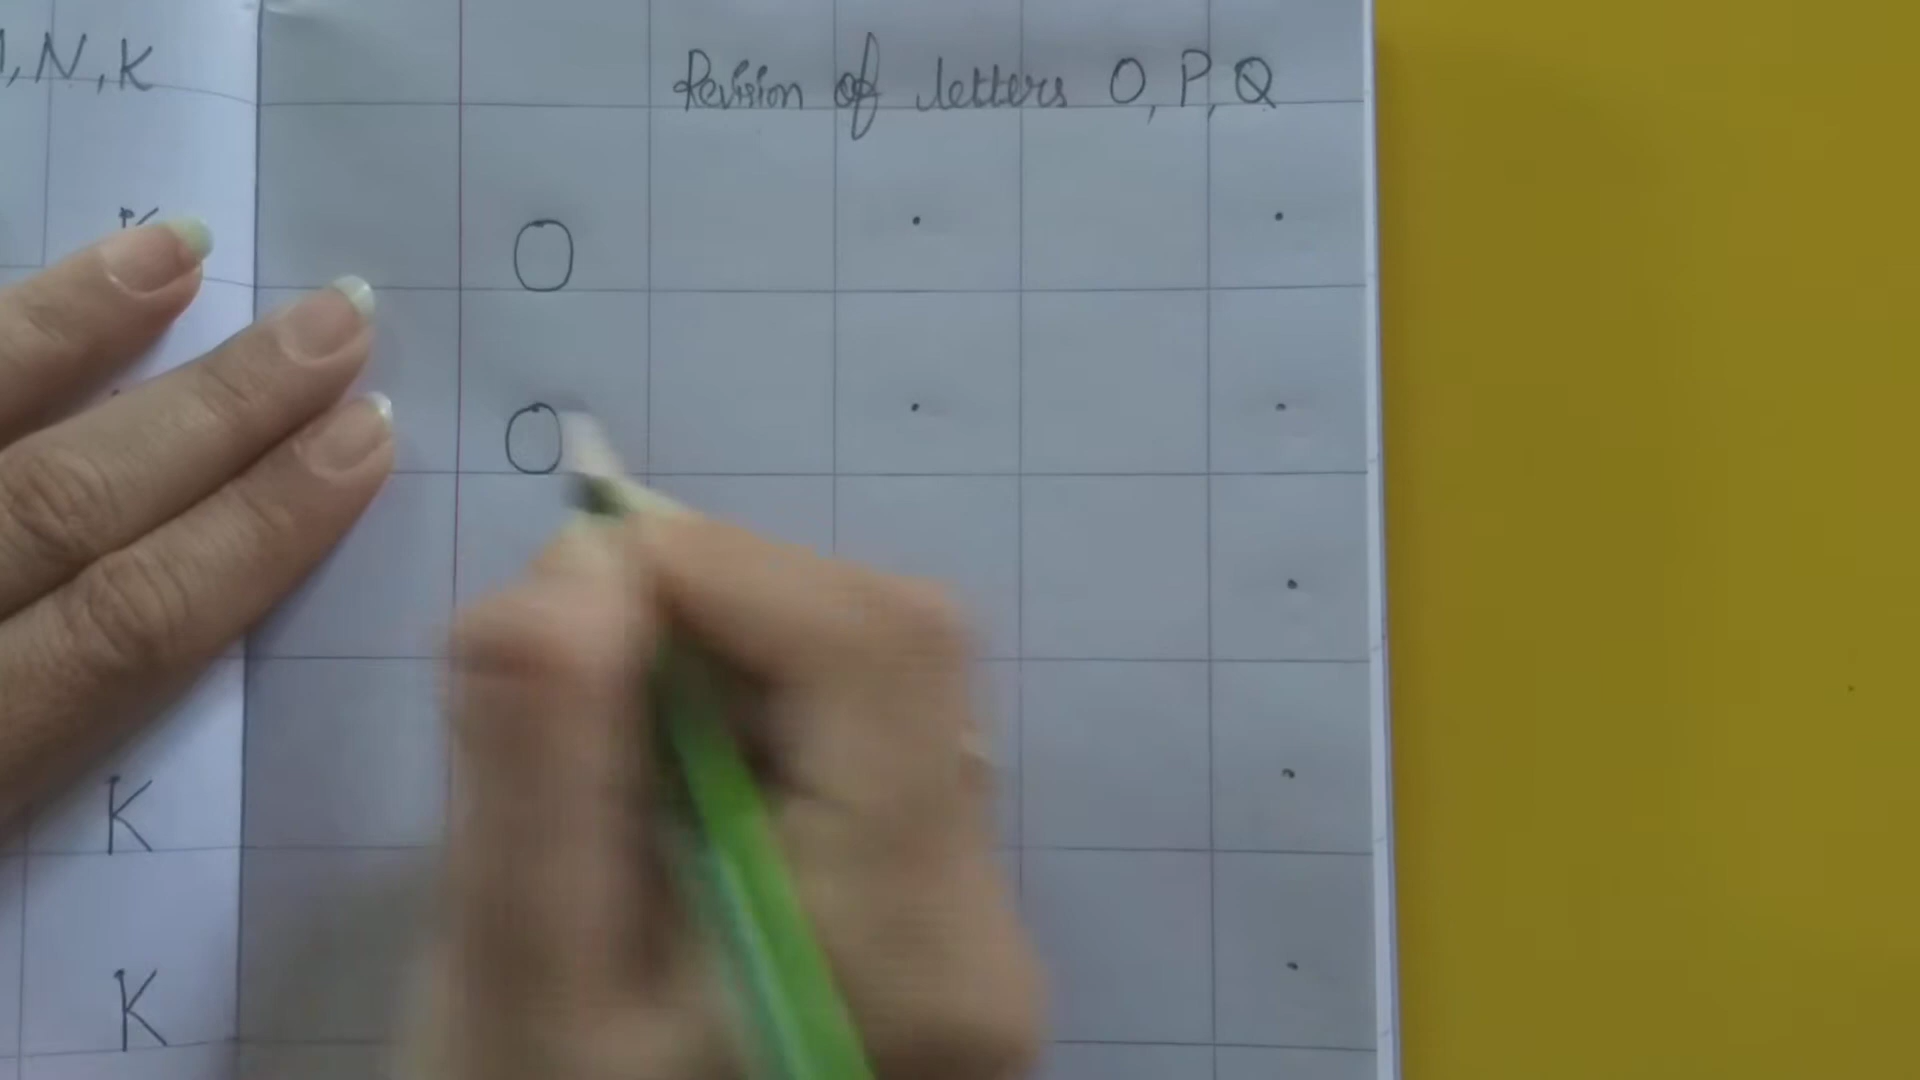 N, K
Revision of letters O, P, Q
O
O
K
K